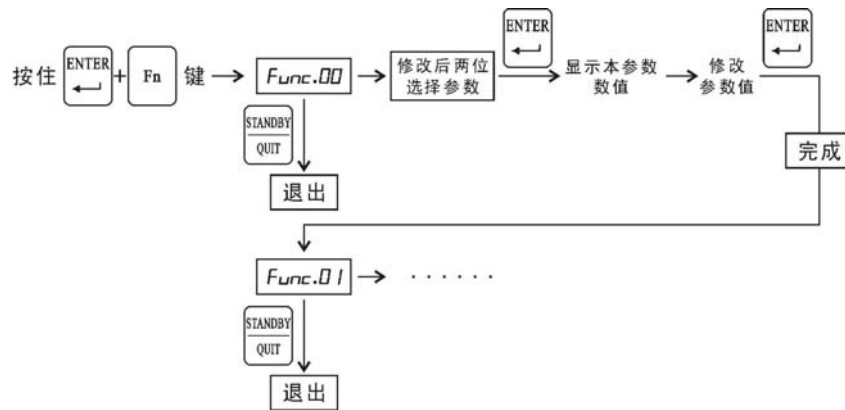 按住 ENTER + Fn 键
Func.00
修改后两位
选择参数
ENTER
显示本参数
数值
修改
参数值
ENTER
完成
STANDBY
QUIT
退出
Func.01
······
STANDBY
QUIT
退出